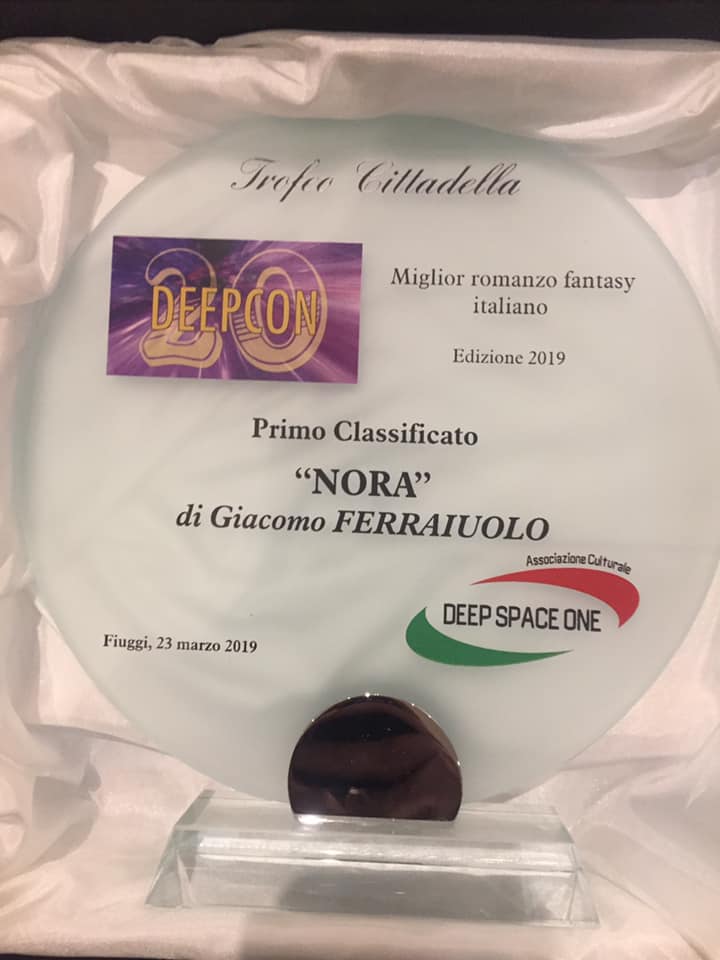 Trofeo Cittadella
20
DEEPCON
Miglior romanzo fantasy
italiano
Edizione 2019
Primo Classificato
“NORA”
di Giacomo FERRAIUOLO
Associazione Culturale
DEEP SPACE ONE
Fiuggi, 23 marzo 2019